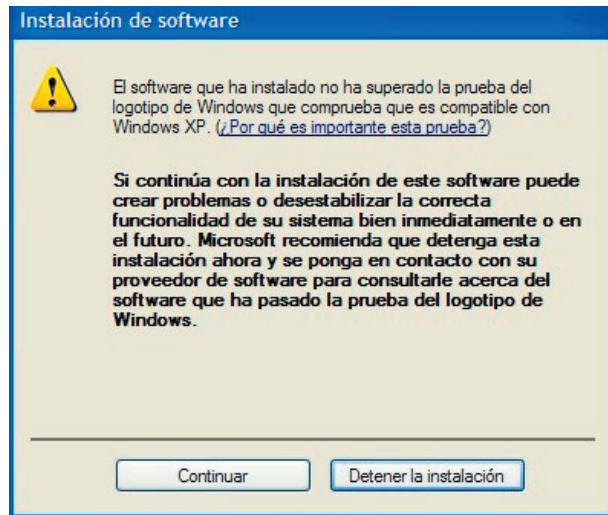 Instalación de software
El software que ha instalado no ha superado la prueba del
logotipo de Windows que comprueba que es compatible con
Windows XP. (¿Por qué es importante esta prueba?)
Si continúa con la instalación de este software puede
crear problemas o desestabilizar la correcta
funcionalidad de su sistema bien inmediatamente o en
el futuro. Microsoft recomienda que detenga esta
instalación ahora y se ponga en contacto con su
proveedor de software para consultarle acerca del
software que ha pasado la prueba del logotipo de
Windows.
Continuar
Detener la instalación